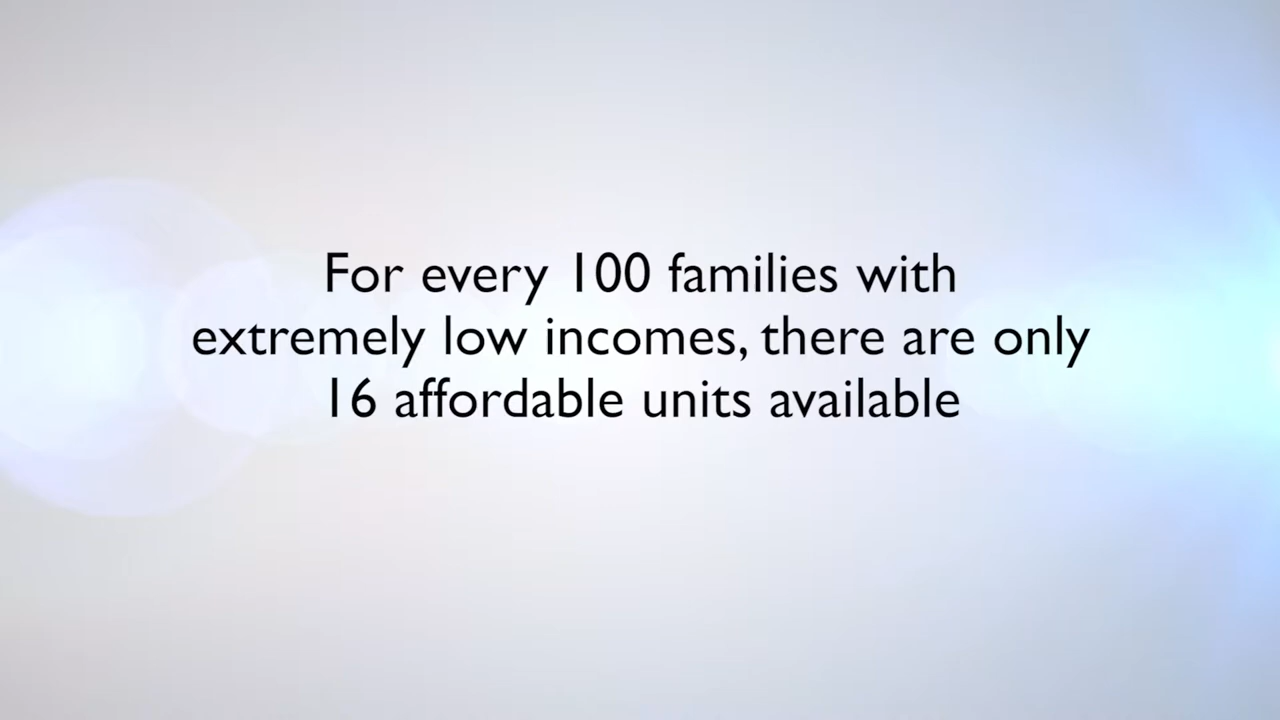 For every 100 families with
extremely low incomes, there are only
16 affordable units available